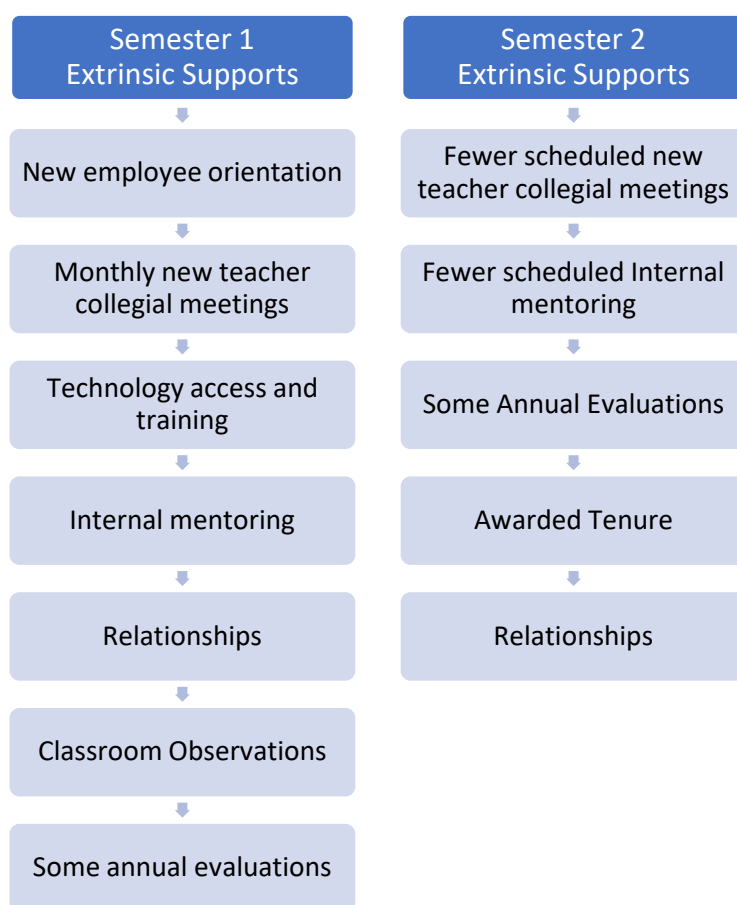 Semester 1
Extrinsic Supports
New employee orientation
Monthly new teacher
collegial meetings
Technology access and
training
Internal mentoring
Relationships
Classroom Observations
Some annual evaluations
Semester 2
Extrinsic Supports
Fewer scheduled new
teacher collegial meetings
Fewer scheduled Internal
mentoring
Some Annual Evaluations
Awarded Tenure
Relationships